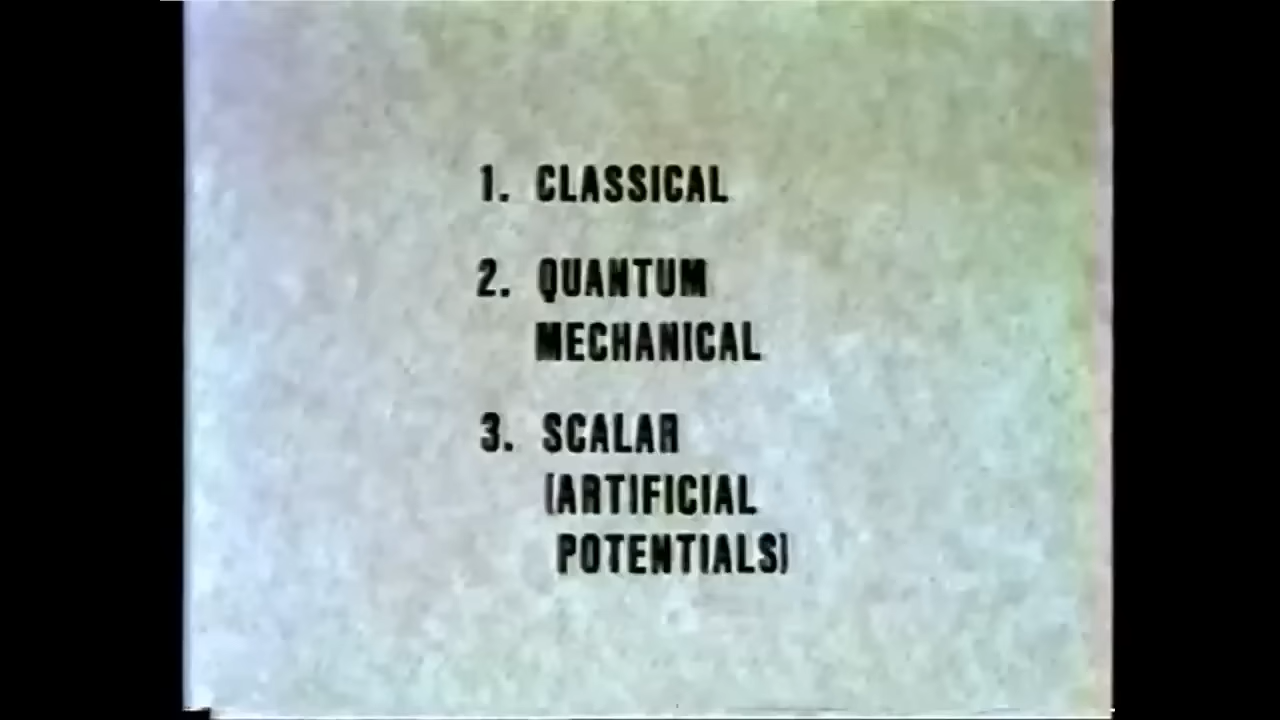 1. CLASSICAL
2. QUANTUM
MECHANICAL
3. SCALAR
(ARTIFICIAL
POTENTIALS)